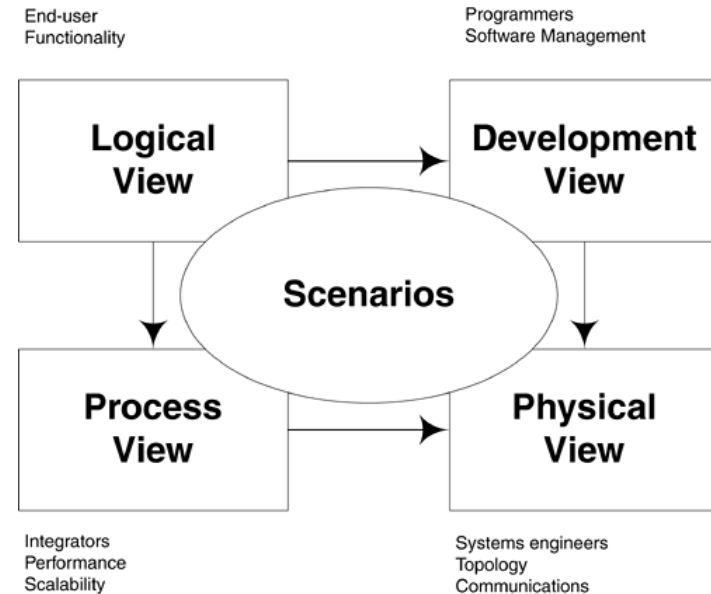 End-user
Functionality
Programmers
Software Management
Logical
View
Development
View
Scenarios
Process
View
Physical
View
Integrators
Performance
Scalability
Systems engineers
Topology
Communications